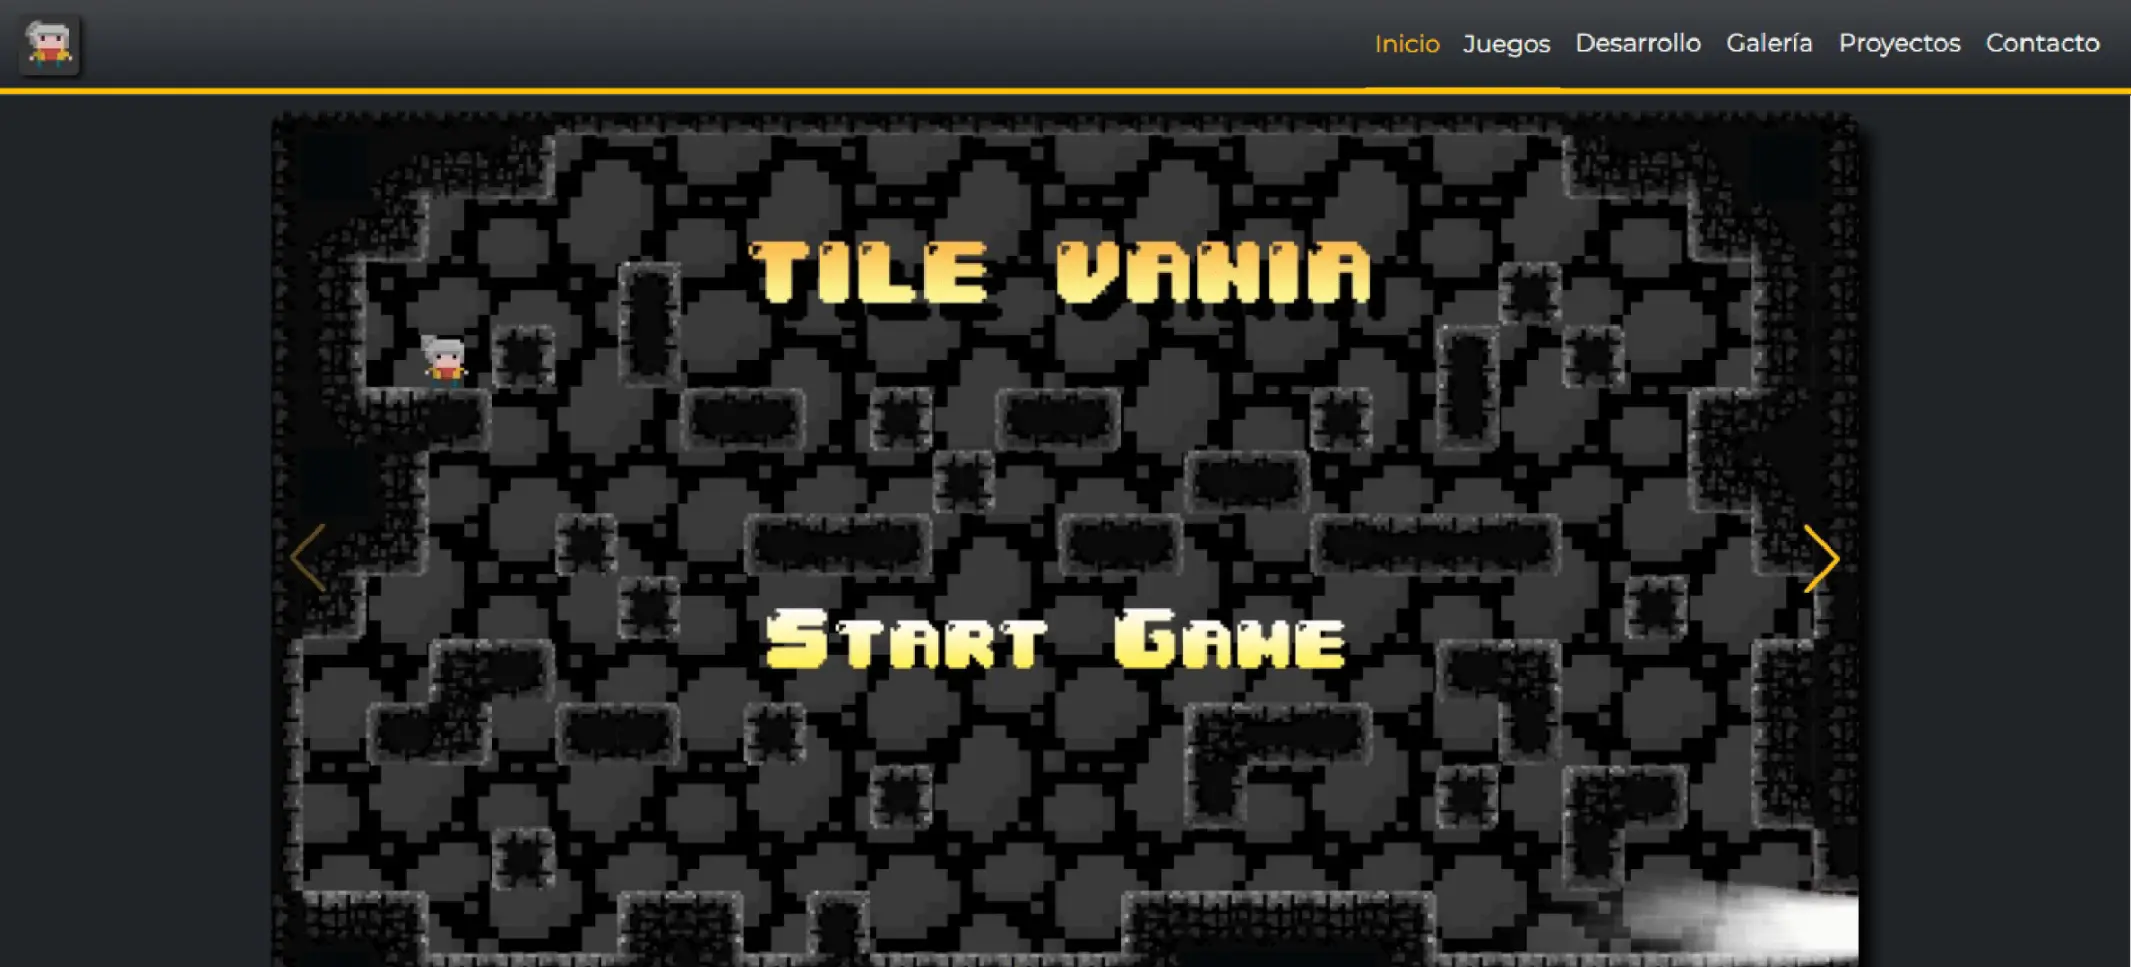 Inicio Juegos Desarrollo Galería Proyectos Contacto
TILE VANIA
START GAME